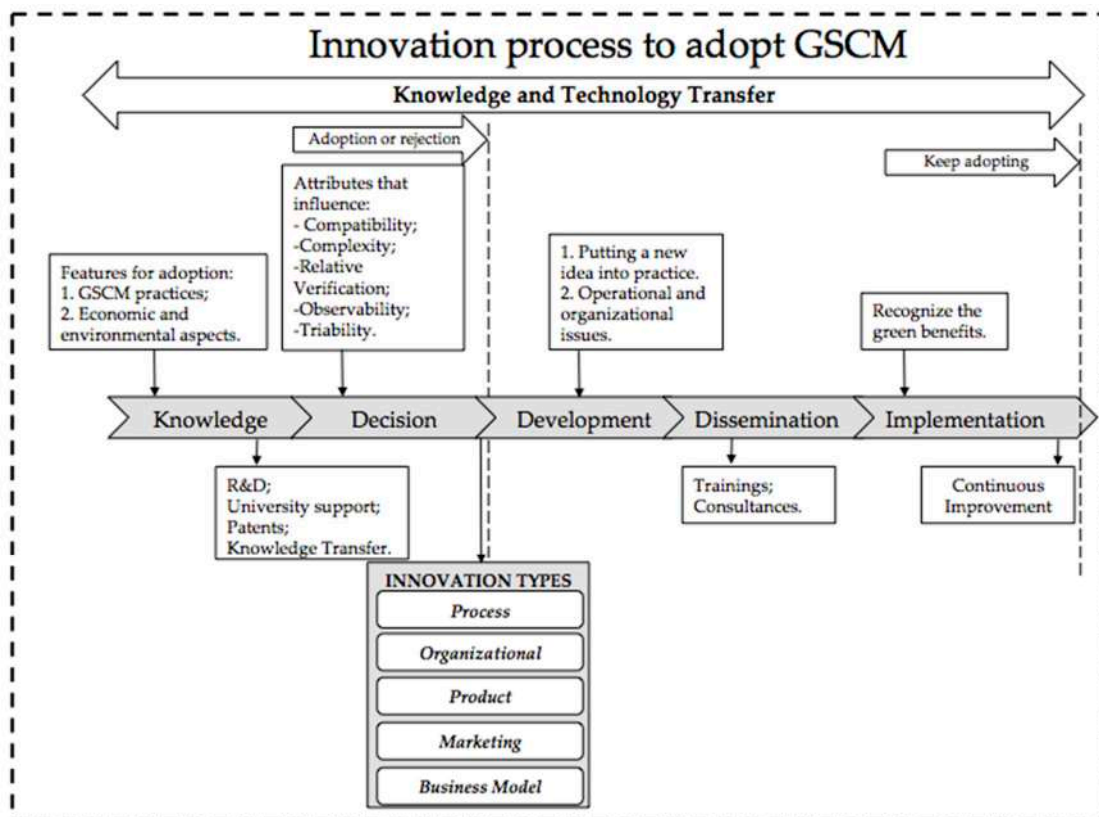 Innovation process to adopt GSCM
Knowledge and Technology Transfer
Adoption or rejection
Keep adopting
Attributes that
influence:
- Compatibility;
-Complexity;
-Relative
Verification;
-Observability;
-Triability.
Features for adoption:
1. GSCM practices;
2. Economic and
environmental aspects.
1. Putting a new
idea into practice.
2. Operational and
organizational
issues.
Recognize the
green benefits.
Knowledge
Decision
Development
Dissemination
Implementation
R&D;
University support;
Patents;
Knowledge Transfer.
Trainings;
Consultances.
Continuous
Improvement
INNOVATION TYPES
Process
Organizational
Product
Marketing
Business Model